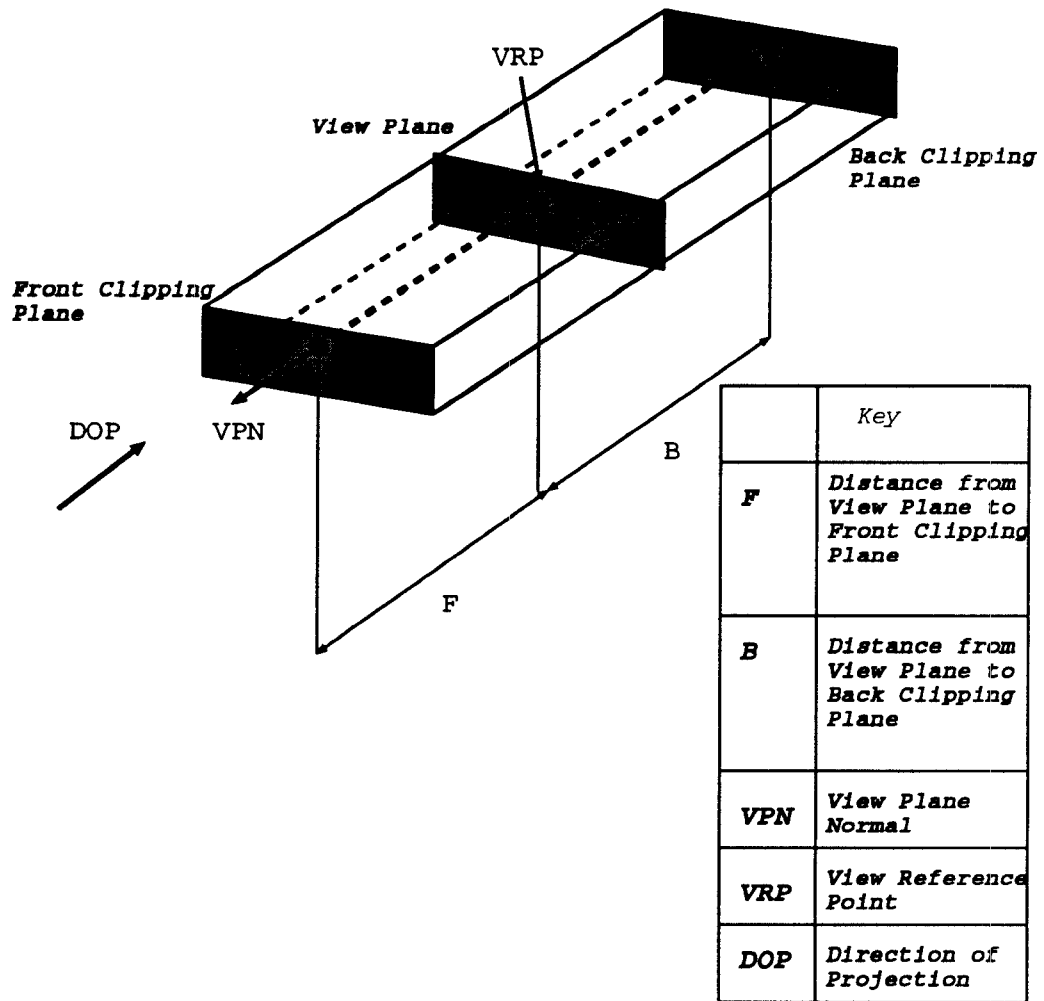 VRP
View Plane
Back Clipping
Plane
Front Clipping
Plane
DOP
VPN
B
F
Key
F
Distance from
View Plane to
Front Clipping
Plane
B
Distance from
View Plane to
Back Clipping
Plane
VPN
View Plane
Normal
VRP
View Reference
Point
DOP
Direction of
Projection